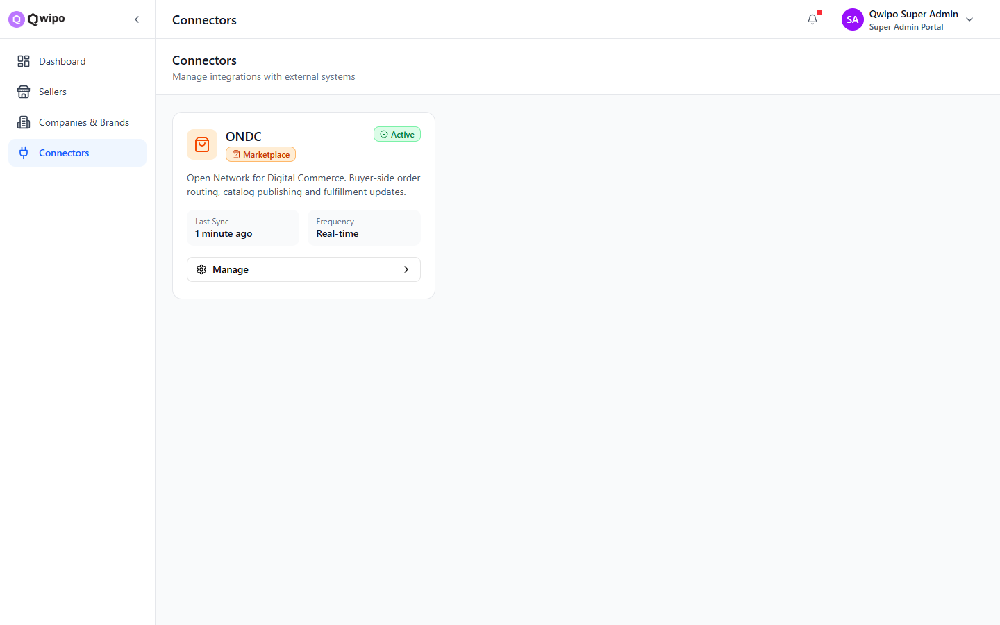 Qwipo
Connectors
SA
Qwipo Super Admin
Super Admin Portal
Dashboard
Sellers
Companies & Brands
Connectors
Connectors
Manage integrations with external systems
ONDC
Active
Marketplace
Open Network for Digital Commerce. Buyer-side order
routing, catalog publishing and fulfillment updates.
Last Sync
1 minute ago
Frequency
Real-time
Manage